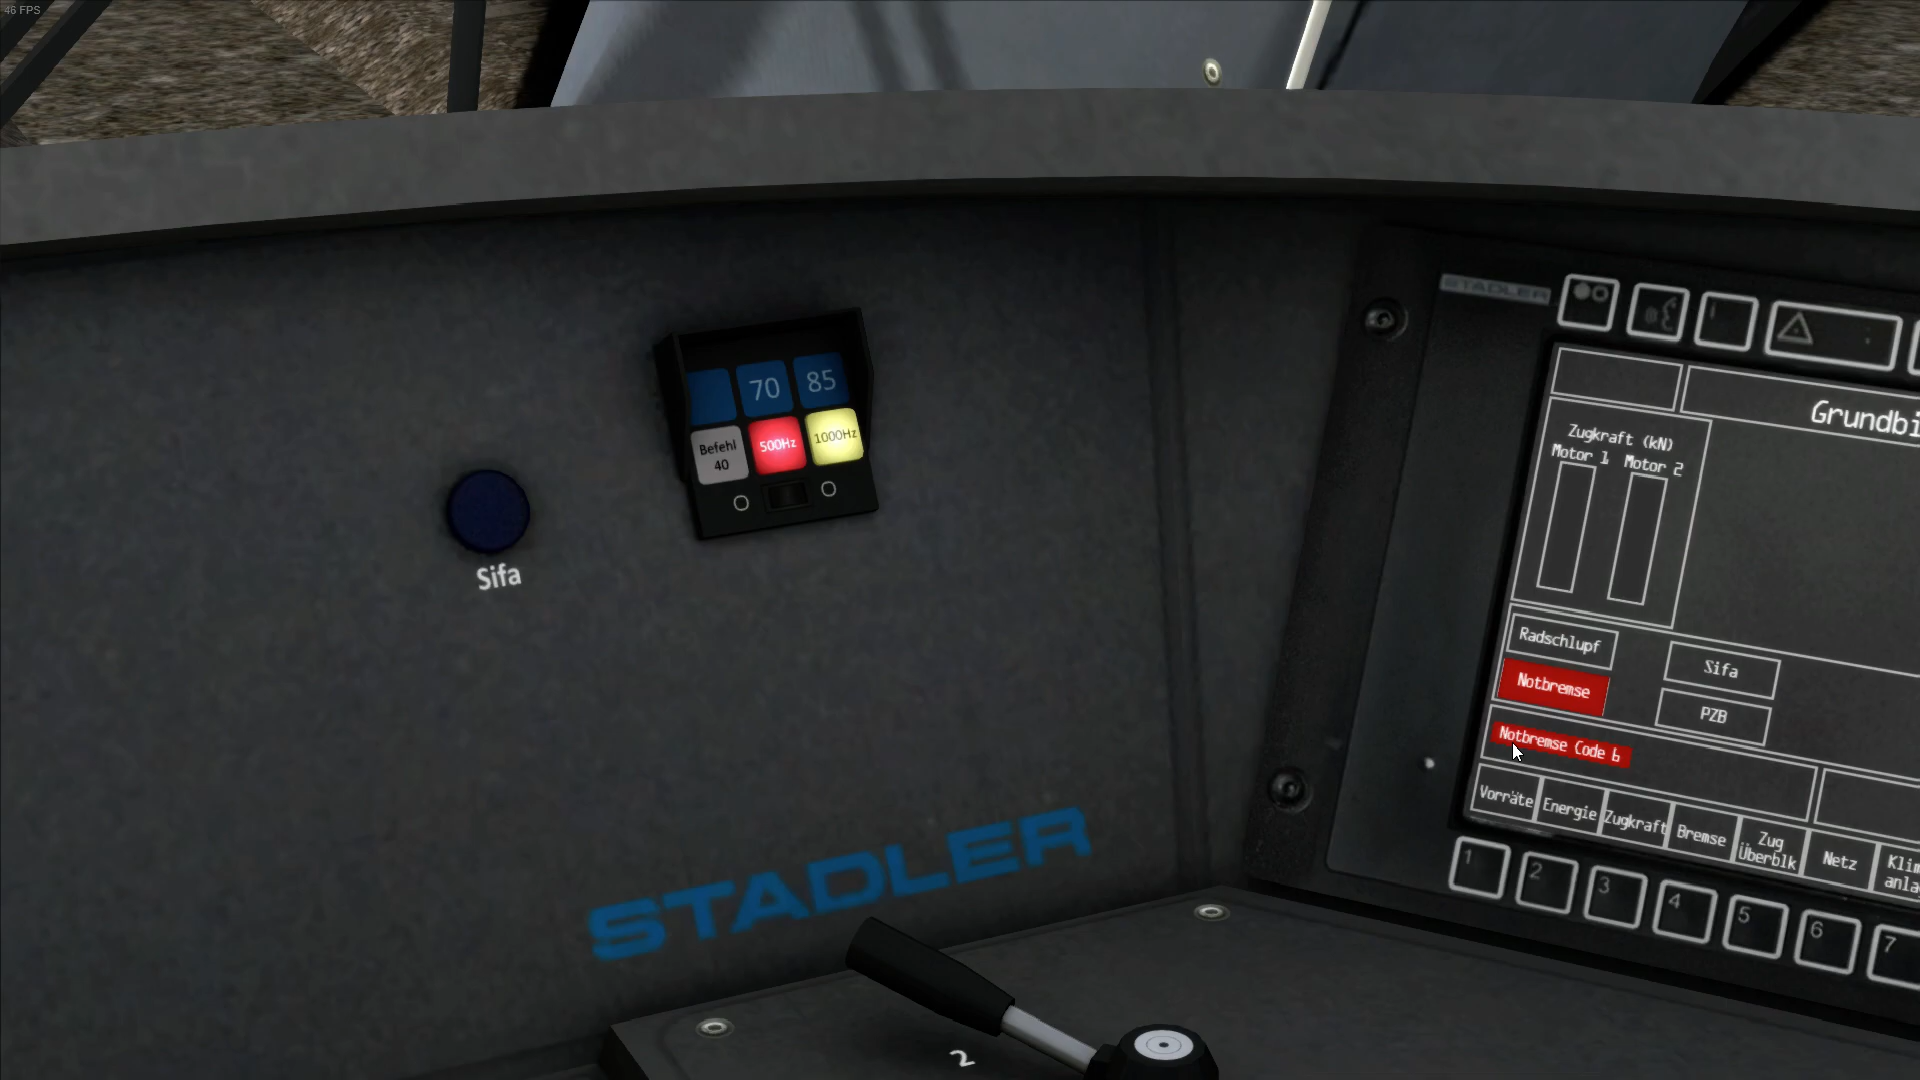 46 FPS
70
85
Befehl
40
500Hz
1000Hz
Sifa
STADLER
STADLER
Grundbi
Zugkraft (kN)
Motor 1
Motor 2
Radschlupf
Notbremse
Sifa
PZB
Notbremse Code 6
Vorräte
Energie
Zugkraft
Bremse
Zug
Überblk
Netz
Klim
anla
1
2
3
4
5
6
7
2